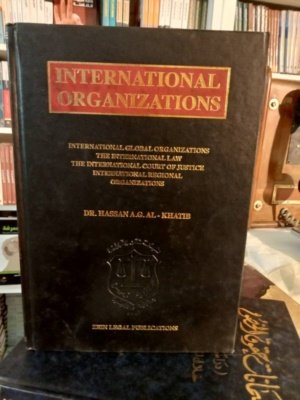 INTERNATIONAL
ORGANIZATIONS
INTERNATIONAL GLOBAL ORGANIZATIONS
THE INTERNATIONAL LAW
THE INTERNATIONAL COURT OF JUSTICE
INTERNATIONAL REGIONAL
ORGANIZATIONS
DR. HASSAN A.G. AL - KHATIB
ZEIN LEGAL PUBLICATIONS